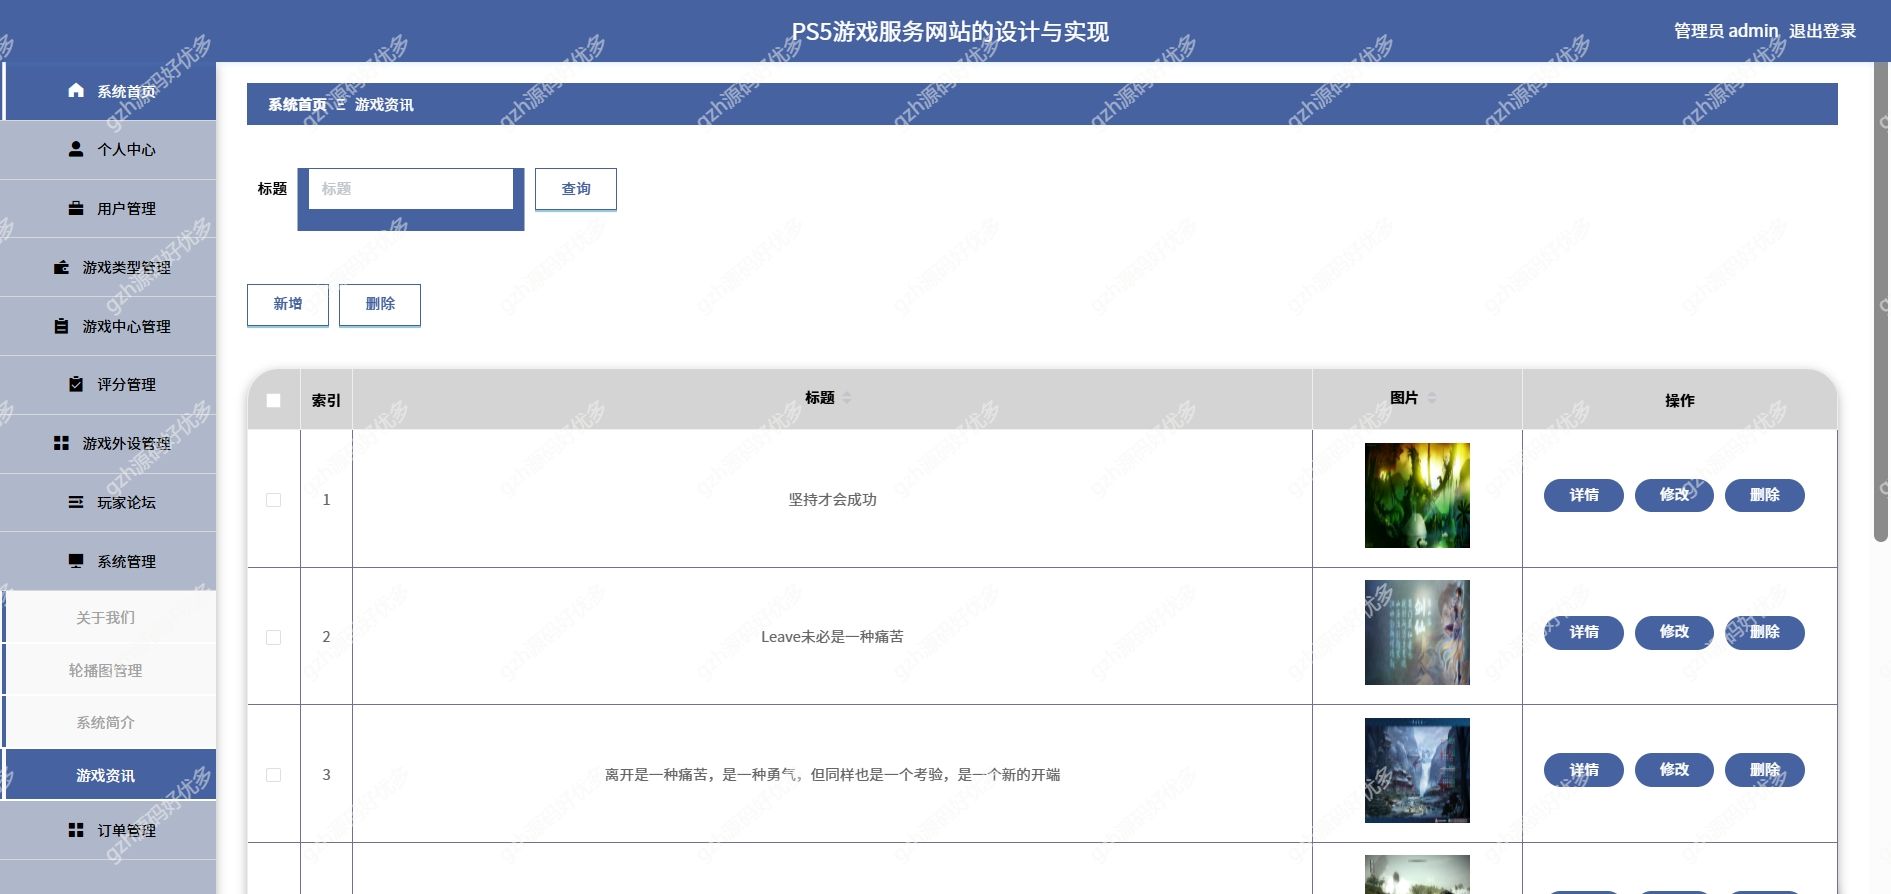 PS5游戏服务网站的设计与实现
管理员 admin 退出登录
系统首页
个人中心
用户管理
游戏类型管理
游戏中心管理
评分管理
游戏外设管理
玩家论坛
系统管理
关于我们
轮播图管理
系统简介
游戏资讯
订单管理
系统首页 Ξ 游戏资讯
标题 标题 查询
新增 删除
索引 标题 图片 操作
1 坚持才会成功 详情 修改 删除
2 Leave未必是一种痛苦 详情 修改 删除
3 离开是一种痛苦，是一种勇气，但同样也是一个考验，是一个新的开端 详情 修改 删除
gzh源码好优多